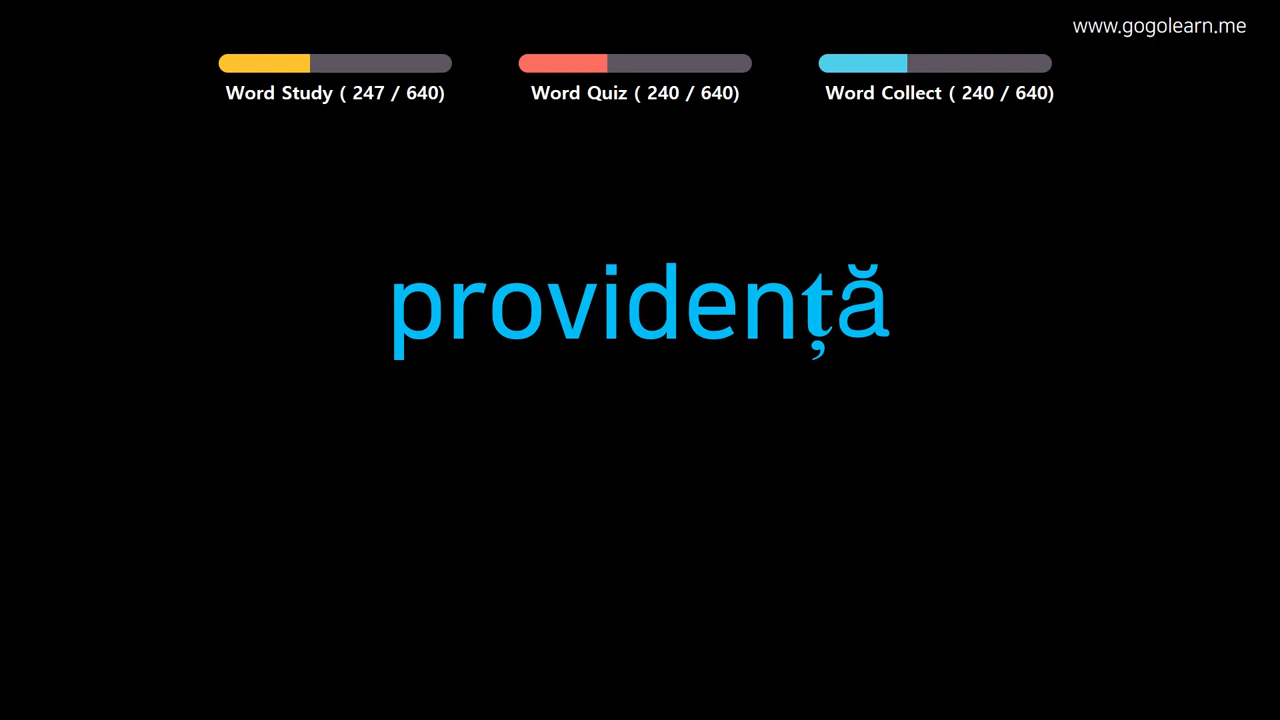 www.gogolearn.me
Word Study ( 247 / 640)
Word Quiz ( 240 / 640)
Word Collect ( 240 / 640)
providență